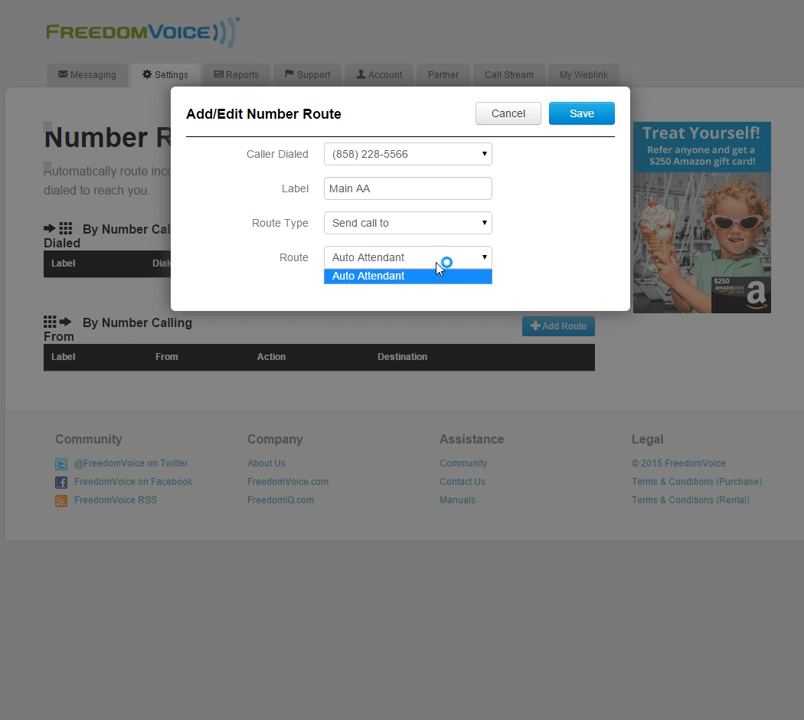 FREEDOMVOICE
Messaging
Settings
Reports
Support
Account
Partner
Call Stream
My Weblink
Add/Edit Number Route
Cancel
Save
Number R
Automatically route inco
dialed to reach you.
Caller Dialed
(858) 228-5566
Label
Main AA
Route Type
Send call to
Route
Auto Attendant
Auto Attendant
By Number Cal
Dialed
Label
Treat Yourself!
Refer anyone and get a
$250 Amazon gift card!
$250
amazon.com
a
By Number Calling
From
Add Route
Label From Action Destination
Community
@FreedomVoice on Twitter
FreedomVoice on Facebook
FreedomVoice RSS
Company
About Us
FreedomVoice.com
FreedomIQ.com
Assistance
Community
Contact Us
Manuals
Legal
© 2015 FreedomVoice
Terms & Conditions (Purchase)
Terms & Conditions (Rental)